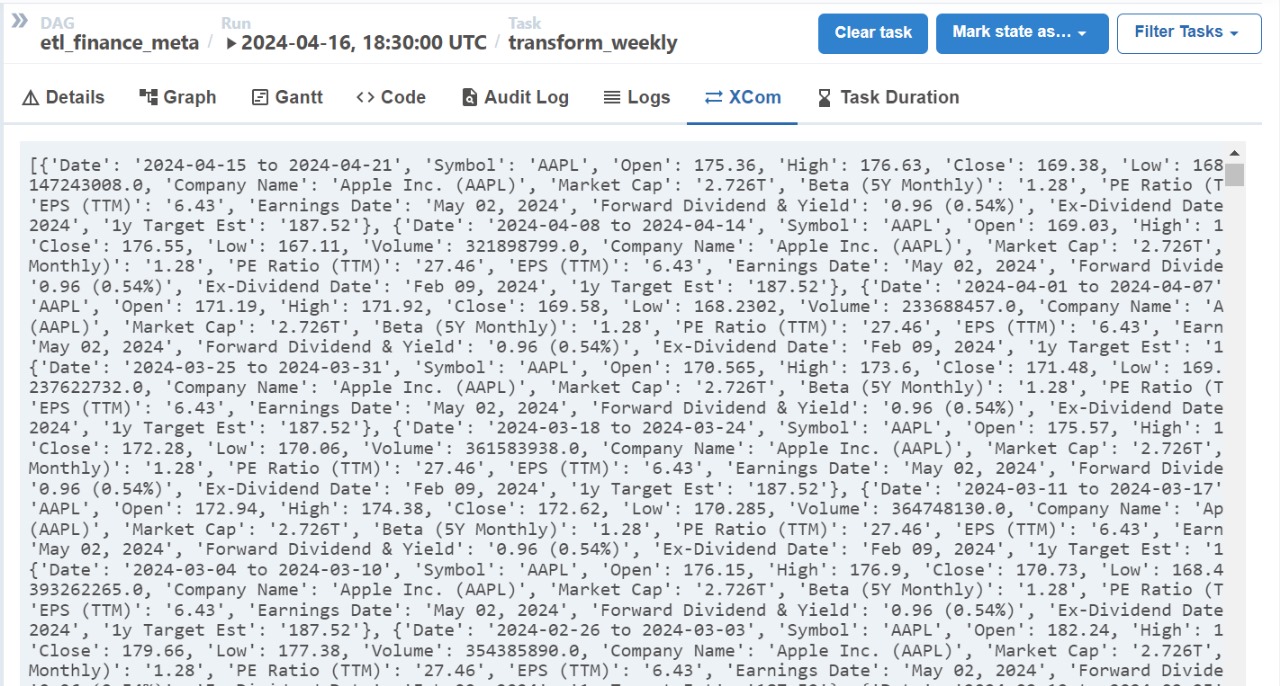 DAG Run Task
etl_finance_meta / 2024-04-16, 18:30:00 UTC / transform_weekly
Clear task Mark state as... Filter Tasks
Details Graph Gantt Code Audit Log Logs XCom Task Duration
[{'Date': '2024-04-15 to 2024-04-21', 'Symbol': 'AAPL', 'Open': 175.36, 'High': 176.63, 'Close': 169.38, 'Low': 168
147243008.0, 'Company Name': 'Apple Inc. (AAPL)', 'Market Cap': '2.726T', 'Beta (5Y Monthly)': '1.28', 'PE Ratio (T
'EPS (TTM)': '6.43', 'Earnings Date': 'May 02, 2024', 'Forward Dividend & Yield': '0.96 (0.54%)', 'Ex-Dividend Date
2024', '1y Target Est': '187.52'}, {'Date': '2024-04-08 to 2024-04-14', 'Symbol': 'AAPL', 'Open': 169.03, 'High': 1
'Close': 176.55, 'Low': 167.11, 'Volume': 321898799.0, 'Company Name': 'Apple Inc. (AAPL)', 'Market Cap': '2.726T',
Monthly)': '1.28', 'PE Ratio (TTM)': '27.46', 'EPS (TTM)': '6.43', 'Earnings Date': 'May 02, 2024', 'Forward Divide
'0.96 (0.54%)', 'Ex-Dividend Date': 'Feb 09, 2024', '1y Target Est': '187.52'}, {'Date': '2024-04-01 to 2024-04-07'
'AAPL', 'Open': 171.19, 'High': 171.92, 'Close': 169.58, 'Low': 168.2302, 'Volume': 233688457.0, 'Company Name': 'A
(AAPL)', 'Market Cap': '2.726T', 'Beta (5Y Monthly)': '1.28', 'PE Ratio (TTM)': '27.46', 'EPS (TTM)': '6.43', 'Earn
'May 02, 2024', 'Forward Dividend & Yield': '0.96 (0.54%)', 'Ex-Dividend Date': 'Feb 09, 2024', '1y Target Est': '1
{'Date': '2024-03-25 to 2024-03-31', 'Symbol': 'AAPL', 'Open': 170.565, 'High': 173.6, 'Close': 171.48, 'Low': 169.
237622732.0, 'Company Name': 'Apple Inc. (AAPL)', 'Market Cap': '2.726T', 'Beta (5Y Monthly)': '1.28', 'PE Ratio (T
'EPS (TTM)': '6.43', 'Earnings Date': 'May 02, 2024', 'Forward Dividend & Yield': '0.96 (0.54%)', 'Ex-Dividend Date
2024', '1y Target Est': '187.52'}, {'Date': '2024-03-18 to 2024-03-24', 'Symbol': 'AAPL', 'Open': 175.57, 'High': 1
'Close': 172.28, 'Low': 170.06, 'Volume': 361583938.0, 'Company Name': 'Apple Inc. (AAPL)', 'Market Cap': '2.726T',
Monthly)': '1.28', 'PE Ratio (TTM)': '27.46', 'EPS (TTM)': '6.43', 'Earnings Date': 'May 02, 2024', 'Forward Divide
'0.96 (0.54%)', 'Ex-Dividend Date': 'Feb 09, 2024', '1y Target Est': '187.52'}, {'Date': '2024-03-11 to 2024-03-17'
'AAPL', 'Open': 172.94, 'High': 174.38, 'Close': 172.62, 'Low': 170.285, 'Volume': 364748130.0, 'Company Name': 'Ap
(AAPL)', 'Market Cap': '2.726T', 'Beta (5Y Monthly)': '1.28', 'PE Ratio (TTM)': '27.46', 'EPS (TTM)': '6.43', 'Earn
'May 02, 2024', 'Forward Dividend & Yield': '0.96 (0.54%)', 'Ex-Dividend Date': 'Feb 09, 2024', '1y Target Est': '1
{'Date': '2024-03-04 to 2024-03-10', 'Symbol': 'AAPL', 'Open': 176.15, 'High': 176.9, 'Close': 170.73, 'Low': 168.4
393262265.0, 'Company Name': 'Apple Inc. (AAPL)', 'Market Cap': '2.726T', 'Beta (5Y Monthly)': '1.28', 'PE Ratio (T
'EPS (TTM)': '6.43', 'Earnings Date': 'May 02, 2024', 'Forward Dividend & Yield': '0.96 (0.54%)', 'Ex-Dividend Date
2024', '1y Target Est': '187.52'}, {'Date': '2024-02-26 to 2024-03-03', 'Symbol': 'AAPL', 'Open': 182.24, 'High': 1
'Close': 179.66, 'Low': 177.38, 'Volume': 354385890.0, 'Company Name': 'Apple Inc. (AAPL)', 'Market Cap': '2.726T',
Monthly)': '1.28', 'PE Ratio (TTM)': '27.46', 'EPS (TTM)': '6.43', 'Earnings Date': 'May 02, 2024', 'Forward Divide